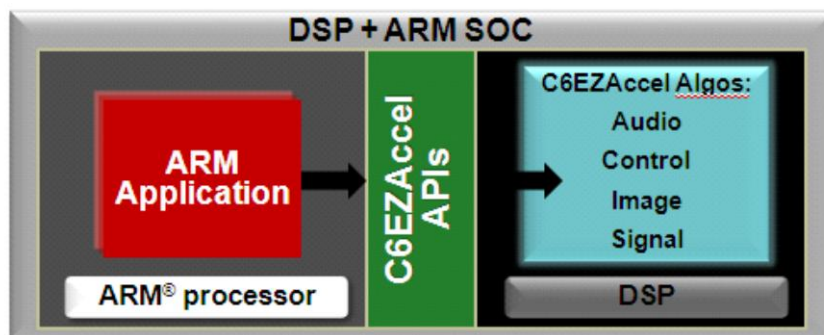 DSP + ARM SOC
ARM
Application
ARM® processor
C6EZAccel
APIs
C6EZAccel Algos:
Audio
Control
Image
Signal
DSP